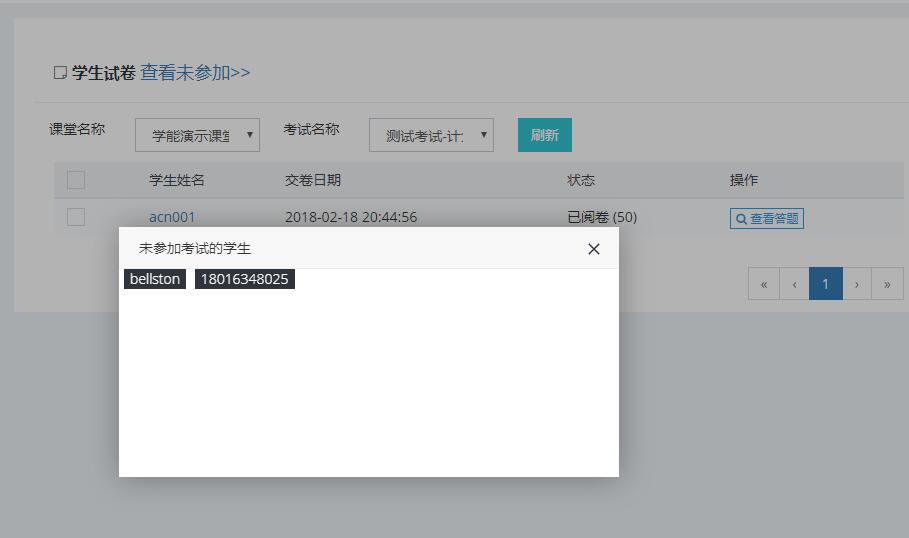 学生试卷 查看未参加>>
课堂名称 学能演示课堂 考试名称 测试考试-计 刷新
学生姓名 交卷日期 状态 操作
acn001 2018-02-18 20:44:56 已阅卷 (50) 查看答题
未参加考试的学生 ×
bellston 18016348025
« ‹ 1 › »